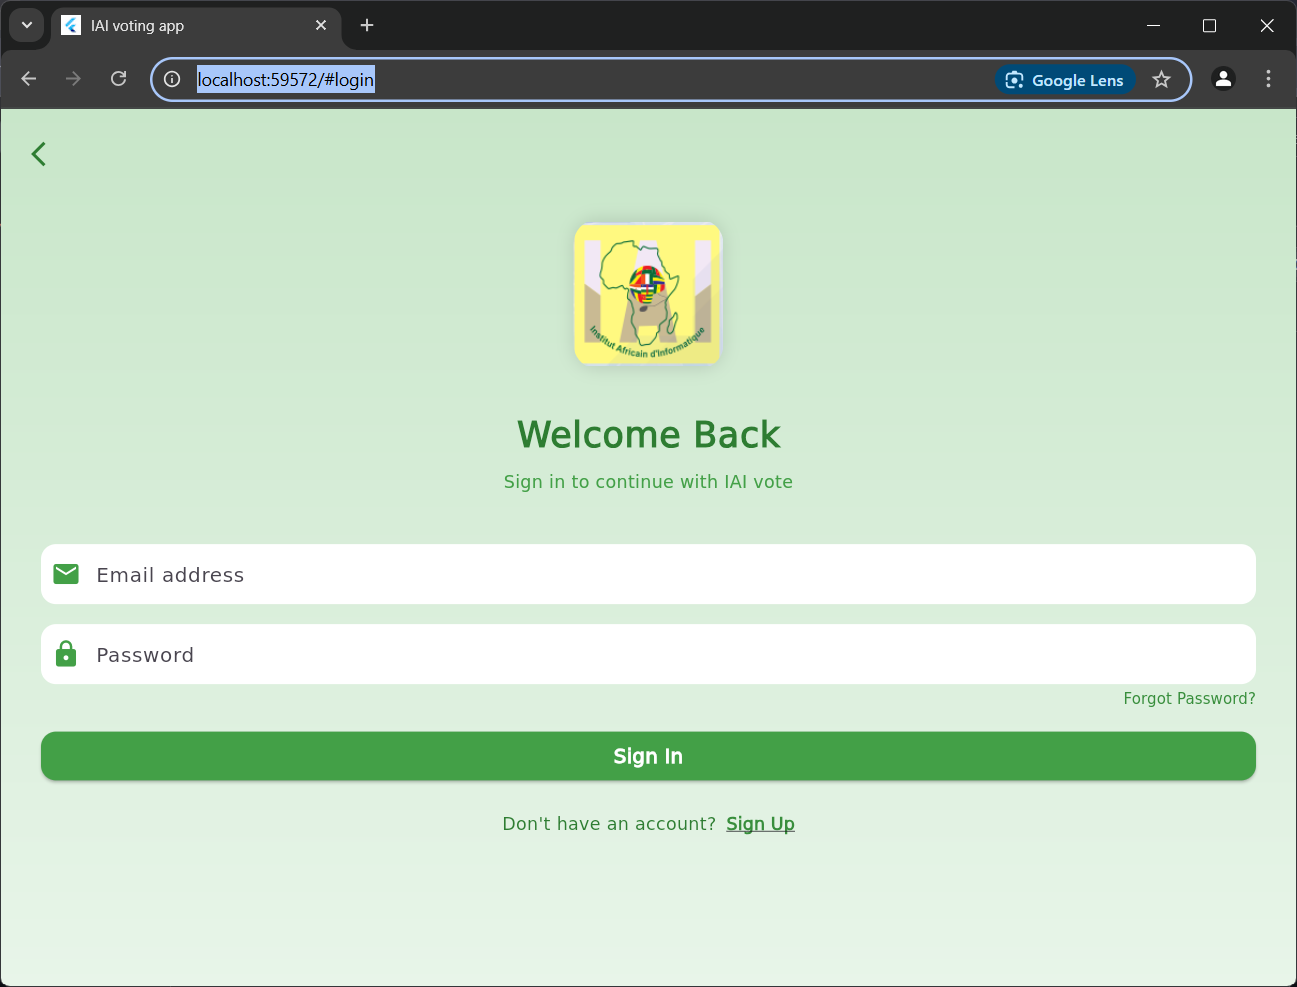 IAI voting app
localhost:59572/#login
Google Lens
Institut Africain d'Informatique
Welcome Back
Sign in to continue with IAI vote
Email address
Password
Forgot Password?
Sign In
Don't have an account? Sign Up